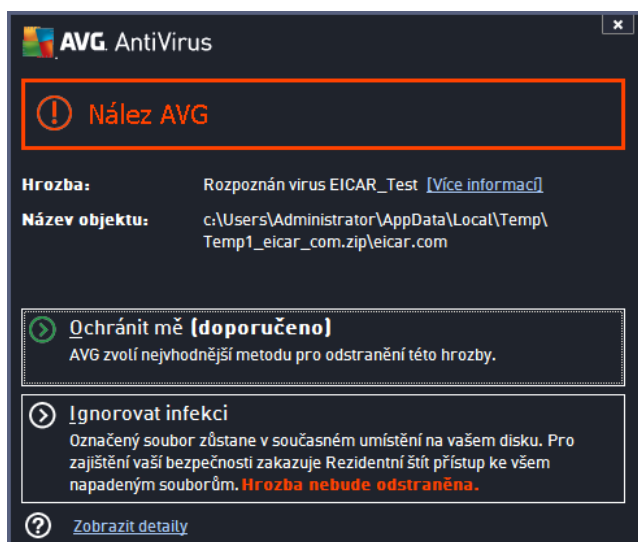 AVG. AntiVirus
Nález AVG
Hrozba: Rozpoznán virus EICAR_Test [Více informací]
Název objektu: c:\Users\Administrator\AppData\Local\Temp\
Temp1_eicar_com.zip\eicar.com
Ochránit mě (doporučeno)
AVG zvolí nejvhodnější metodu pro odstranění této hrozby.
Ignorovat infekci
Označený soubor zůstane v současném umístění na vašem disku. Pro
zajištění vaší bezpečnosti zakazuje Rezidentní štít přístup ke všem
napadeným souborům. Hrozba nebude odstraněna.
Zobrazit detaily